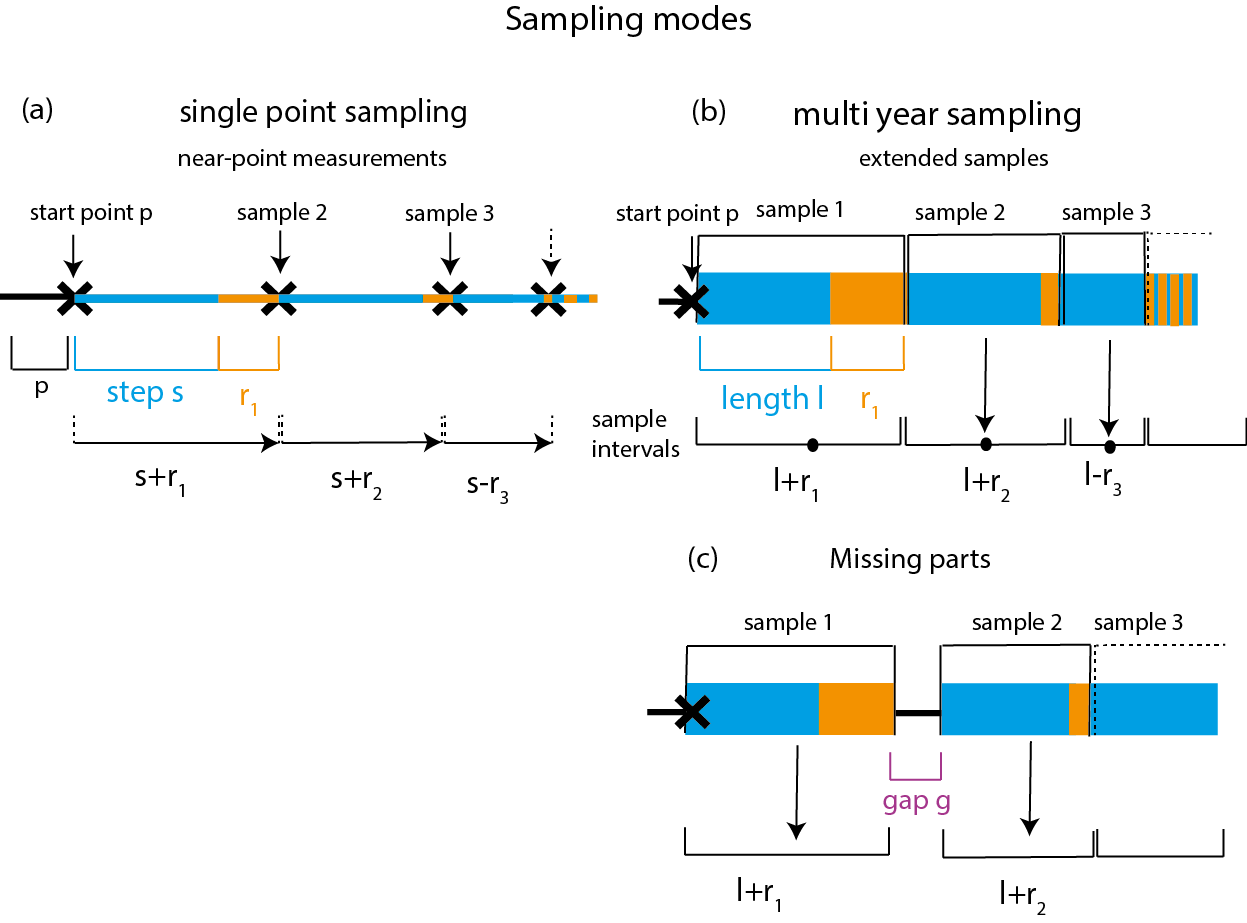 Sampling modes
(a)
single point sampling
near-point measurements
start point p
sample 2
sample 3
p
step s
r1
s+r1
s+r2
s-r3
(b)
multi year sampling
extended samples
start point p
sample 1
sample 2
sample 3
length l
r1
sample
intervals
l+r1
l+r2
l-r3
(c)
Missing parts
sample 1
sample 2
sample 3
gap g
l+r1
l+r2